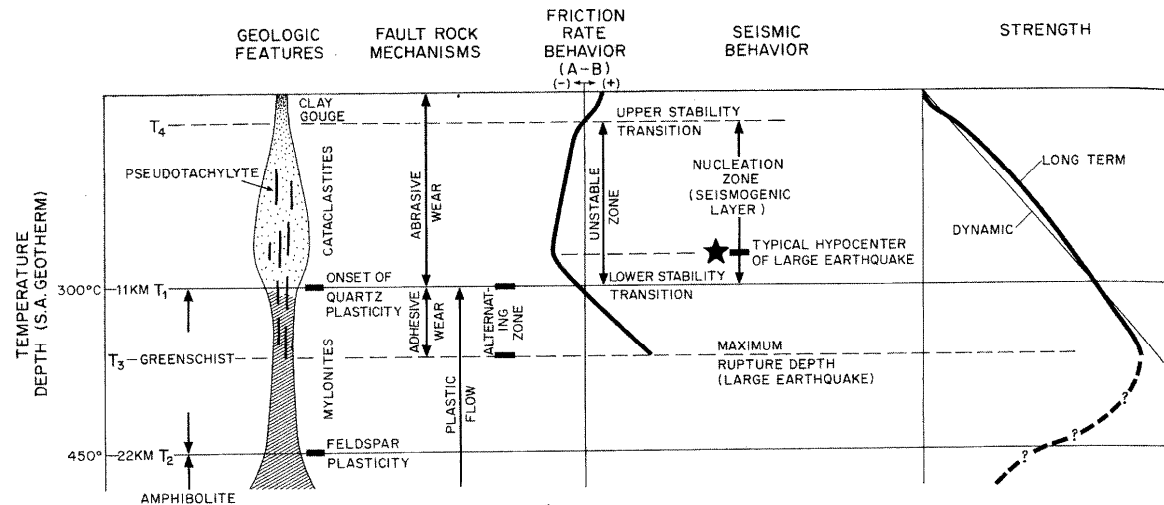 GEOLOGIC
FEATURES
FAULT ROCK
MECHANISMS
FRICTION
RATE
BEHAVIOR
(A-B)
(-) (+)
SEISMIC
BEHAVIOR
STRENGTH
TEMPERATURE
DEPTH (S.A. GEOTHERM)
T4
300°C
11KM T1
T3
GREENSCHIST
450°
22KM T2
AMPHIBOLITE
CLAY
GOUGE
PSEUDOTACHYLYTE
CATACLASTITES
ONSET OF
QUARTZ
PLASTICITY
MYLONITES
FELDSPAR
PLASTICITY
ABRASIVE
WEAR
ADHESIVE
WEAR
PLASTIC
FLOW
ALTERNAT-
ING
ZONE
UNSTABLE
ZONE
UPPER STABILITY
TRANSITION
NUCLEATION
ZONE
(SEISMOGENIC
LAYER)
TYPICAL HYPOCENTER
OF LARGE EARTHQUAKE
LOWER STABILITY
TRANSITION
MAXIMUM
RUPTURE DEPTH
(LARGE EARTHQUAKE)
LONG TERM
DYNAMIC
?
?
?